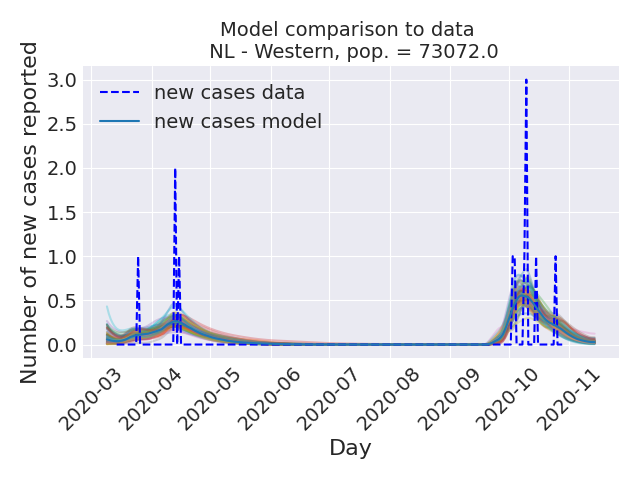 Model comparison to data
NL - Western, pop. = 73072.0
Number of new cases reported
3.0
2.5
2.0
1.5
1.0
0.5
0.0
new cases data
new cases model
2020-03
2020-04
2020-05
2020-06
2020-07
2020-08
2020-09
2020-10
2020-11
Day